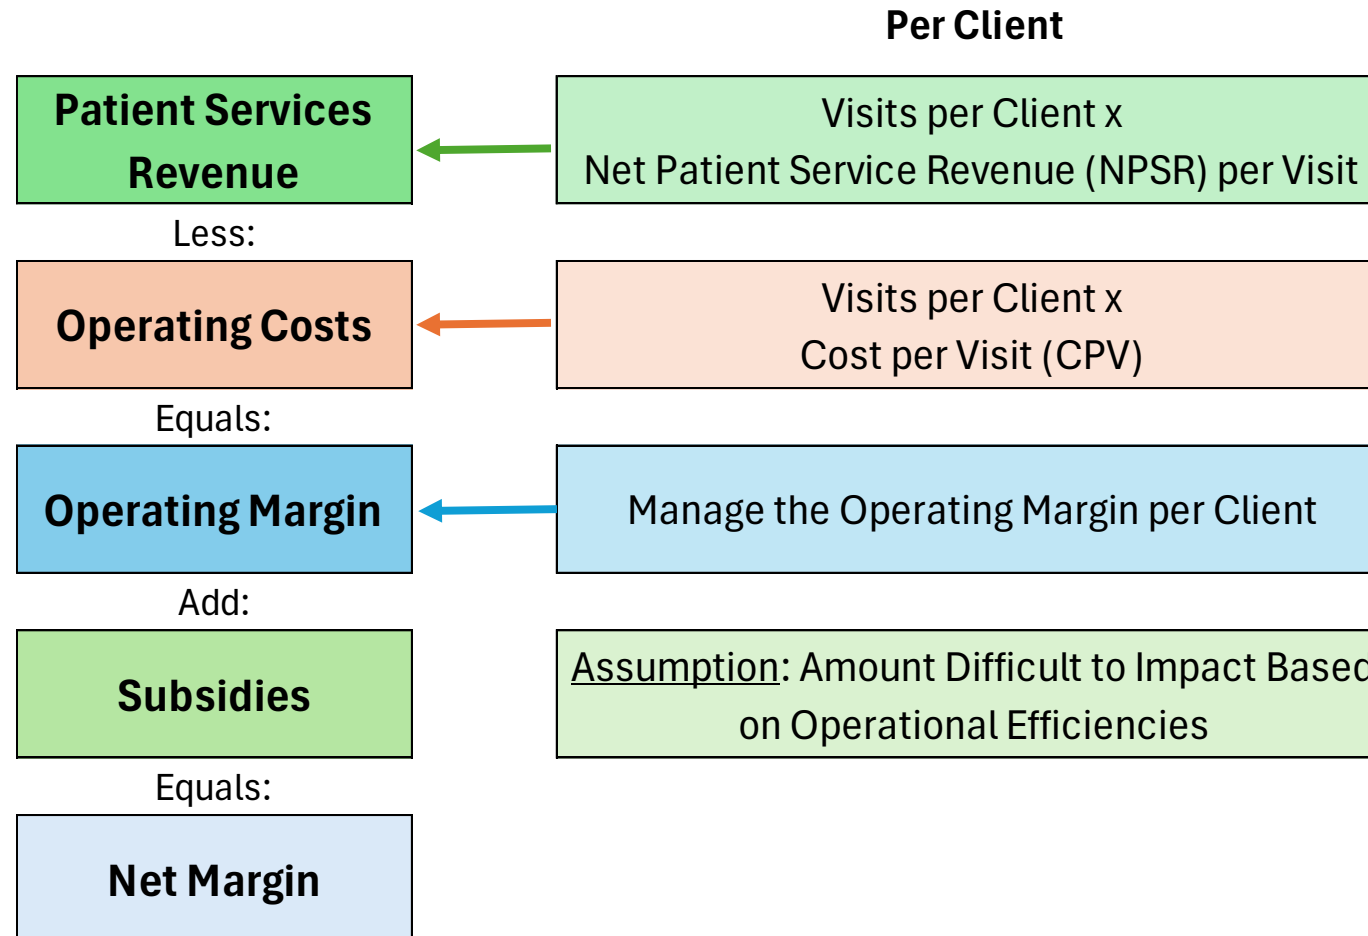 Per Client
Patient Services
Revenue
Visits per Client x
Net Patient Service Revenue (NPSR) per Visit
Less:
Operating Costs
Visits per Client x
Cost per Visit (CPV)
Equals:
Operating Margin
Manage the Operating Margin per Client
Add:
Subsidies
Assumption: Amount Difficult to Impact Based
on Operational Efficiencies
Equals:
Net Margin